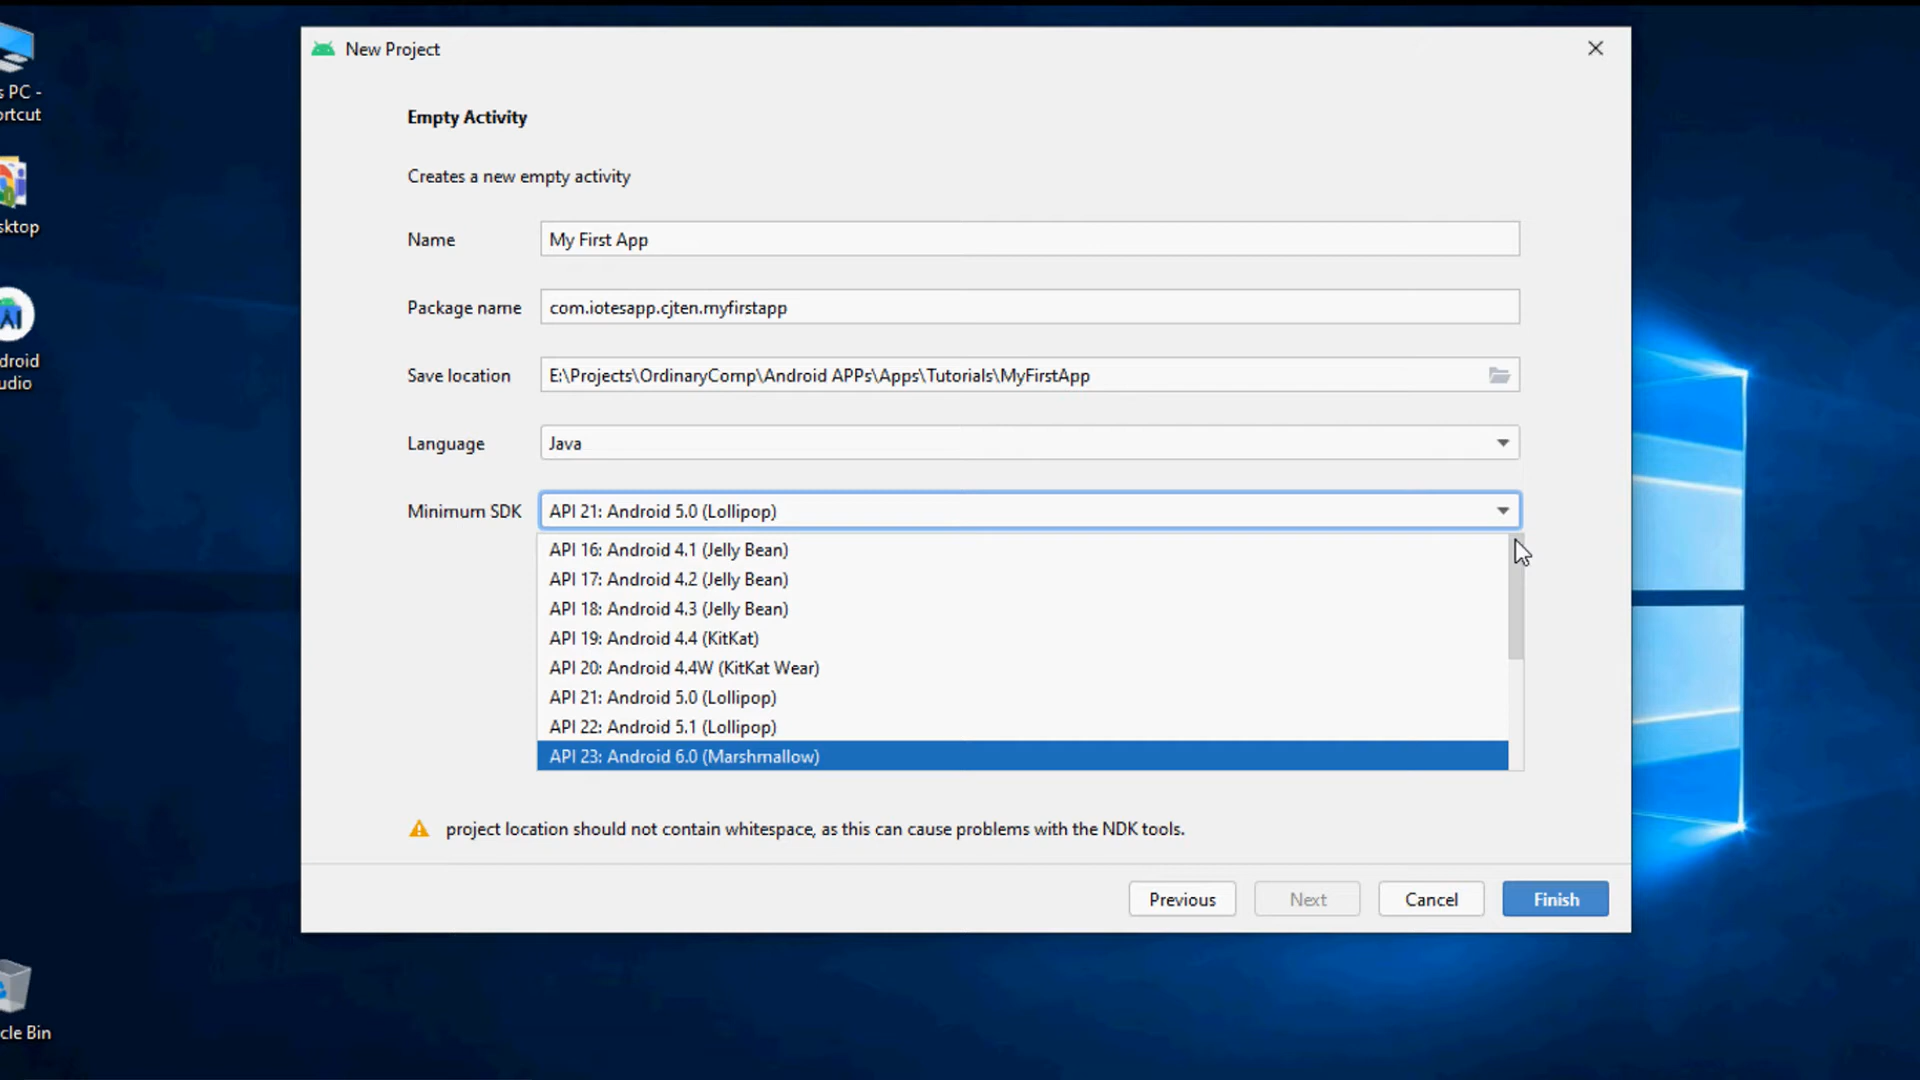 New Project
Empty Activity
Creates a new empty activity
Name My First App
Package name com.iotesapp.cjten.myfirstapp
Save location E:\Projects\OrdinaryComp\Android APPs\Apps\Tutorials\MyFirstApp
Language Java
Minimum SDK API 21: Android 5.0 (Lollipop)
API 16: Android 4.1 (Jelly Bean)
API 17: Android 4.2 (Jelly Bean)
API 18: Android 4.3 (Jelly Bean)
API 19: Android 4.4 (KitKat)
API 20: Android 4.4W (KitKat Wear)
API 21: Android 5.0 (Lollipop)
API 22: Android 5.1 (Lollipop)
API 23: Android 6.0 (Marshmallow)
project location should not contain whitespace, as this can cause problems with the NDK tools.
Previous Next Cancel Finish
s PC -
ortcut
sktop
droid
udio
cle Bin